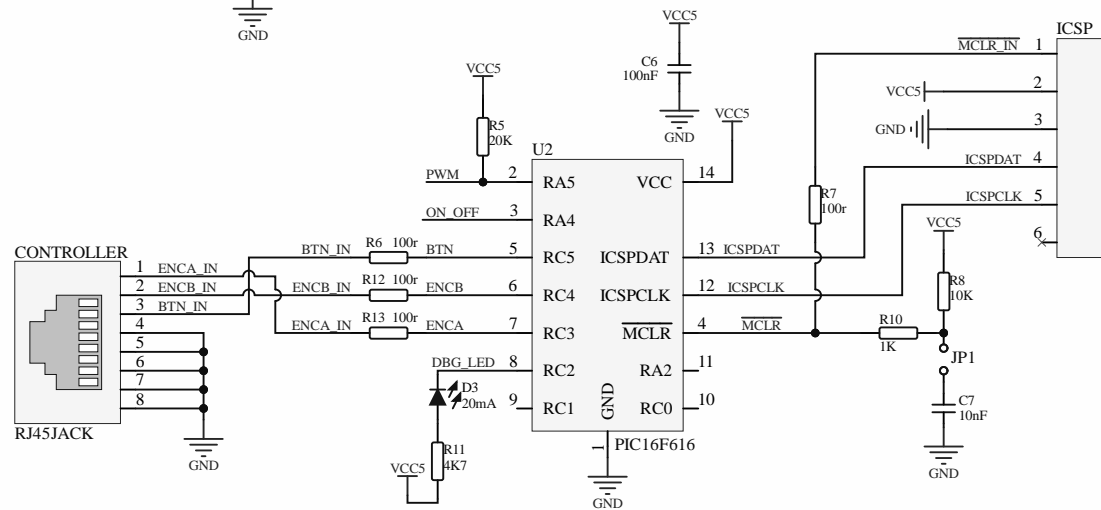 GND
VCC5
C6
100nF
GND
VCC5
R5
20K
VCC5
ICSP
MCLR_IN 1
VCC5 2
GND 3
ICSPDAT 4
ICSPCLK 5
6
R7
100r
U2
PWM 2 RA5
ON_OFF 3 RA4
BTN_IN R6 100r BTN 5 RC5
ENCB_IN R12 100r ENCB 6 RC4
ENCA_IN R13 100r ENCA 7 RC3
DBG_LED 8 RC2
9 RC1
VCC 14
ICSPDAT 13 ICSPDAT
ICSPCLK 12 ICSPCLK
MCLR 4 MCLR
RA2 11
RC0 10
GND
1
PIC16F616
GND
CONTROLLER
1 ENCA_IN
2 ENCB_IN
3 BTN_IN
4
5
6
7
8
RJ45JACK
GND
D3
20mA
R11
4K7
VCC5
VCC5
R8
10K
R10
1K
JP1
C7
10nF
GND